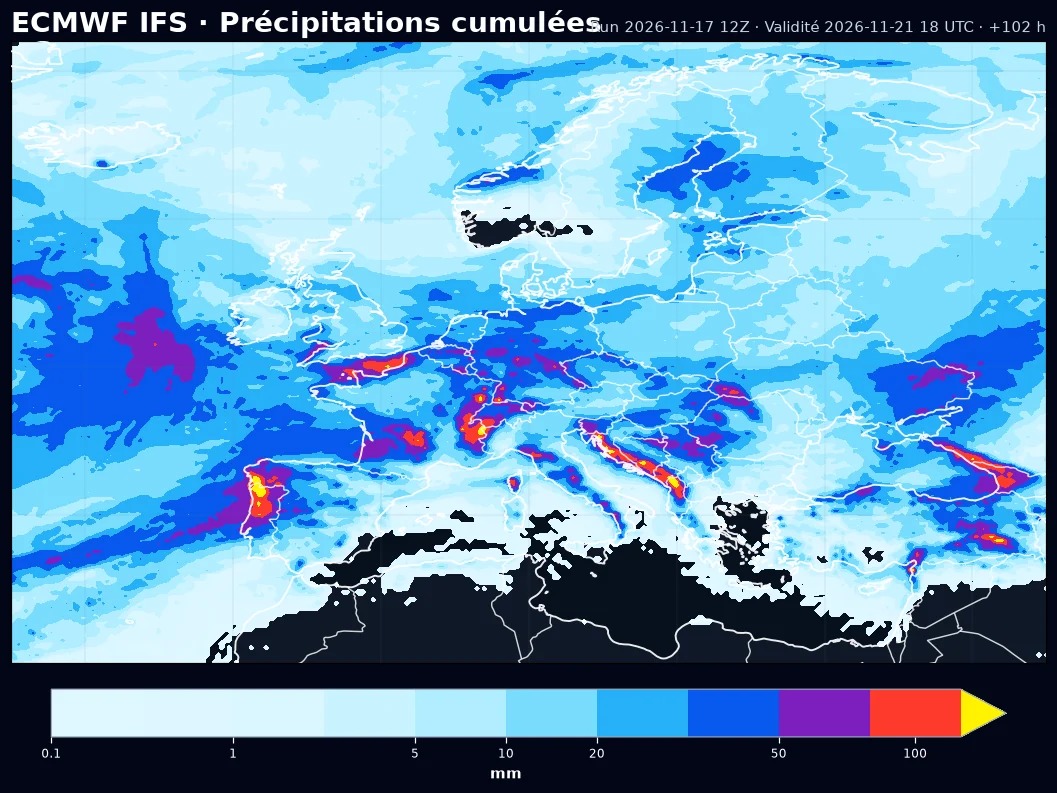 ECMWF IFS · Précipitations cumulées
Run 2026-11-17 12Z · Validité 2026-11-21 18 UTC · +102 h
0.1 1 5 10 20 50 100
mm